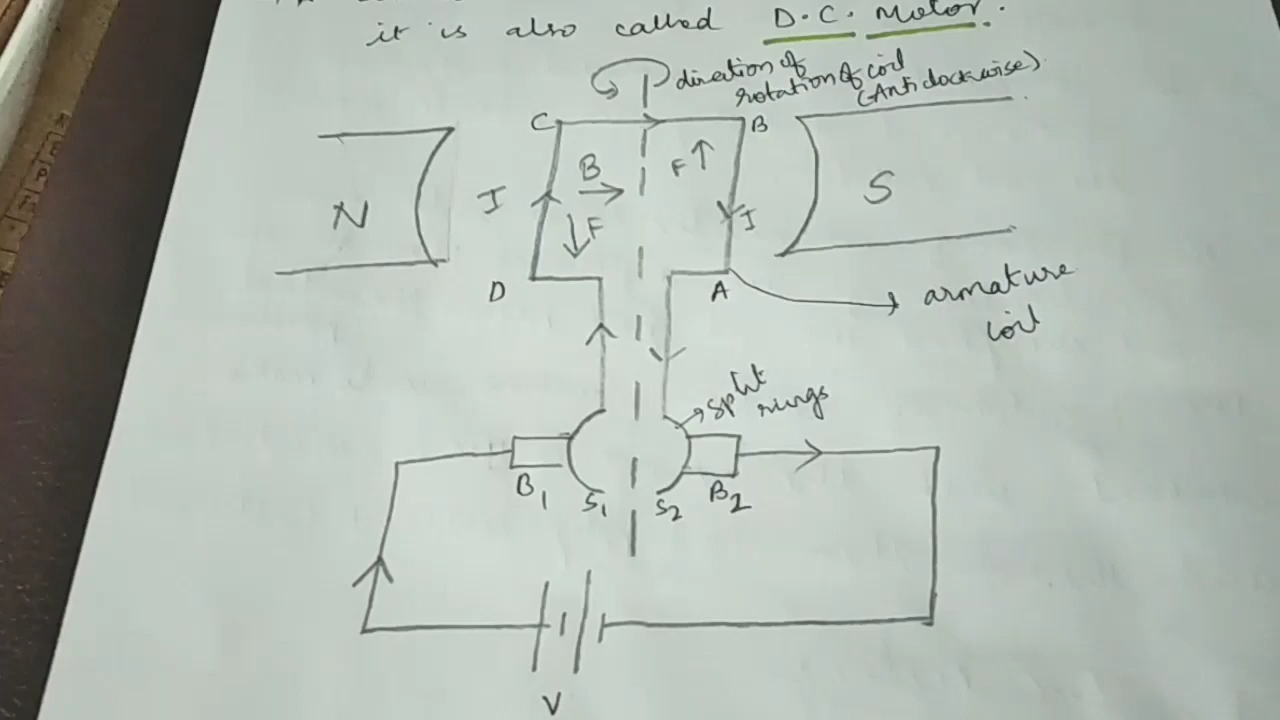 it is also called D.C. Motor.
direction of
rotation of coil
(Anticlockwise)
C
B
B
F
F
I
I
N
S
D
A
armature
coil
split
rings
B1
S1
S2
B2
V